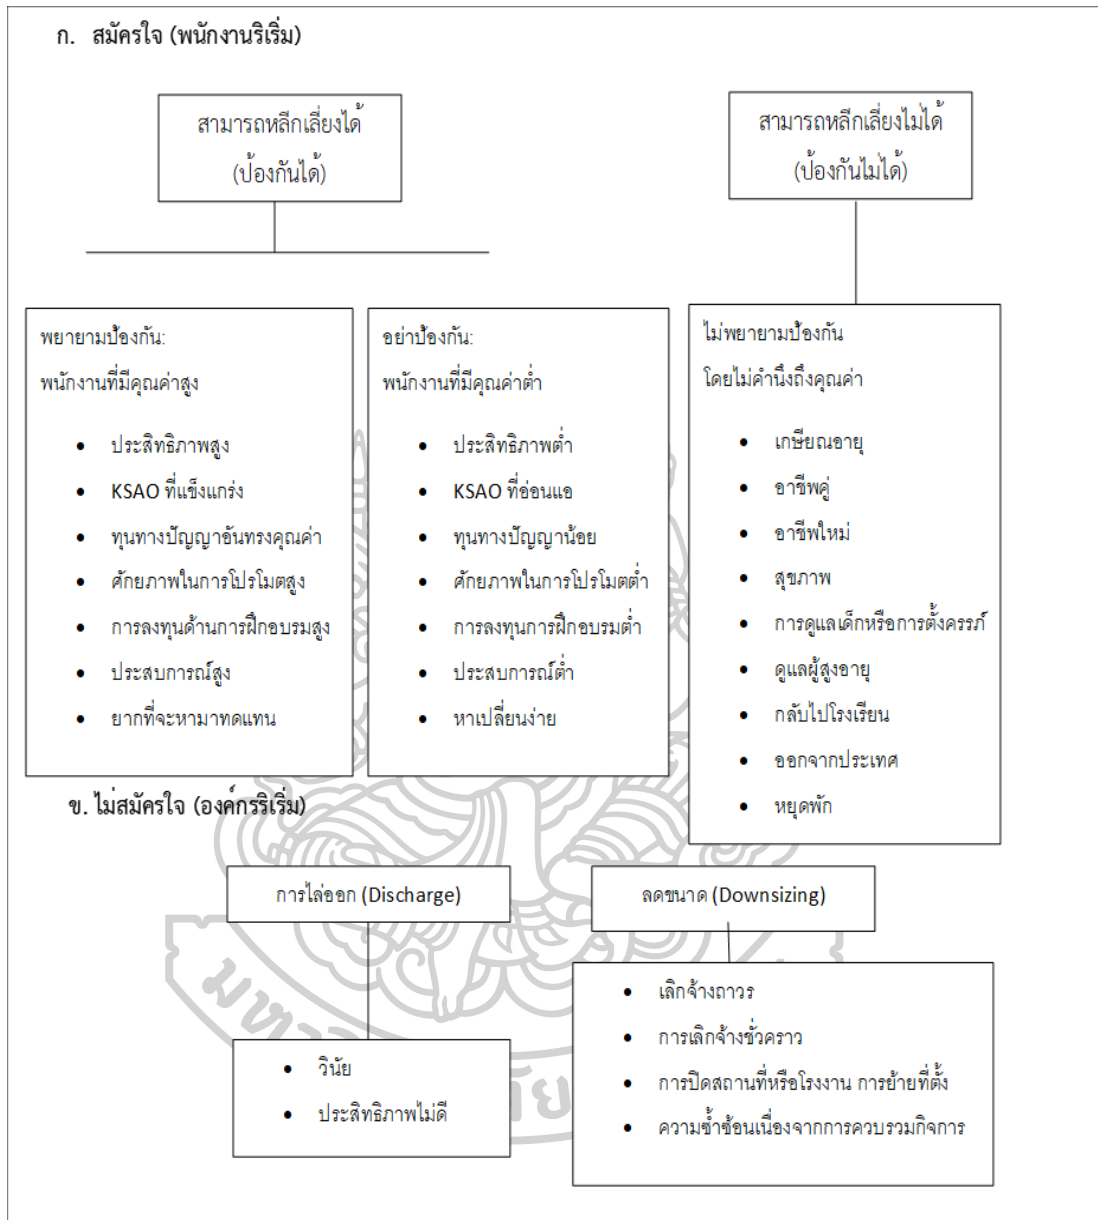 ก. สมัครใจ (พนักงานริเริ่ม)
สามารถหลีกเลี่ยงได้
(ป้องกันได้)
สามารถหลีกเลี่ยงไม่ได้
(ป้องกันไม่ได้)
พยายามป้องกัน:
พนักงานที่มีคุณค่าสูง
• ประสิทธิภาพสูง
• KSAO ที่แข็งแกร่ง
• ทุนทางปัญญาอันทรงคุณค่า
• ศักยภาพในการโปรโมตสูง
• การลงทุนด้านการฝึกอบรมสูง
• ประสบการณ์สูง
• ยากที่จะหามาทดแทน
อย่าป้องกัน:
พนักงานที่มีคุณค่าต่ำ
• ประสิทธิภาพต่ำ
• KSAO ที่อ่อนแอ
• ทุนทางปัญญาน้อย
• ศักยภาพในการโปรโมตต่ำ
• การลงทุนการฝึกอบรมต่ำ
• ประสบการณ์ต่ำ
• หาเปลี่ยนง่าย
ไม่พยายามป้องกัน
โดยไม่คำนึงถึงคุณค่า
• เกษียณอายุ
• อาชีพคู่
• อาชีพใหม่
• สุขภาพ
• การดูแลเด็กหรือการตั้งครรภ์
• ดูแลผู้สูงอายุ
• กลับไปโรงเรียน
• ออกจากประเทศ
• หยุดพัก
ข. ไม่สมัครใจ (องค์กรริเริ่ม)
การไล่ออก (Discharge)
• วินัย
• ประสิทธิภาพไม่ดี
ลดขนาด (Downsizing)
• เลิกจ้างถาวร
• การเลิกจ้างชั่วคราว
• การปิดสถานที่หรือโรงงาน การย้ายที่ตั้ง
• ความซ้ำซ้อนเนื่องจากการควบรวมกิจการ